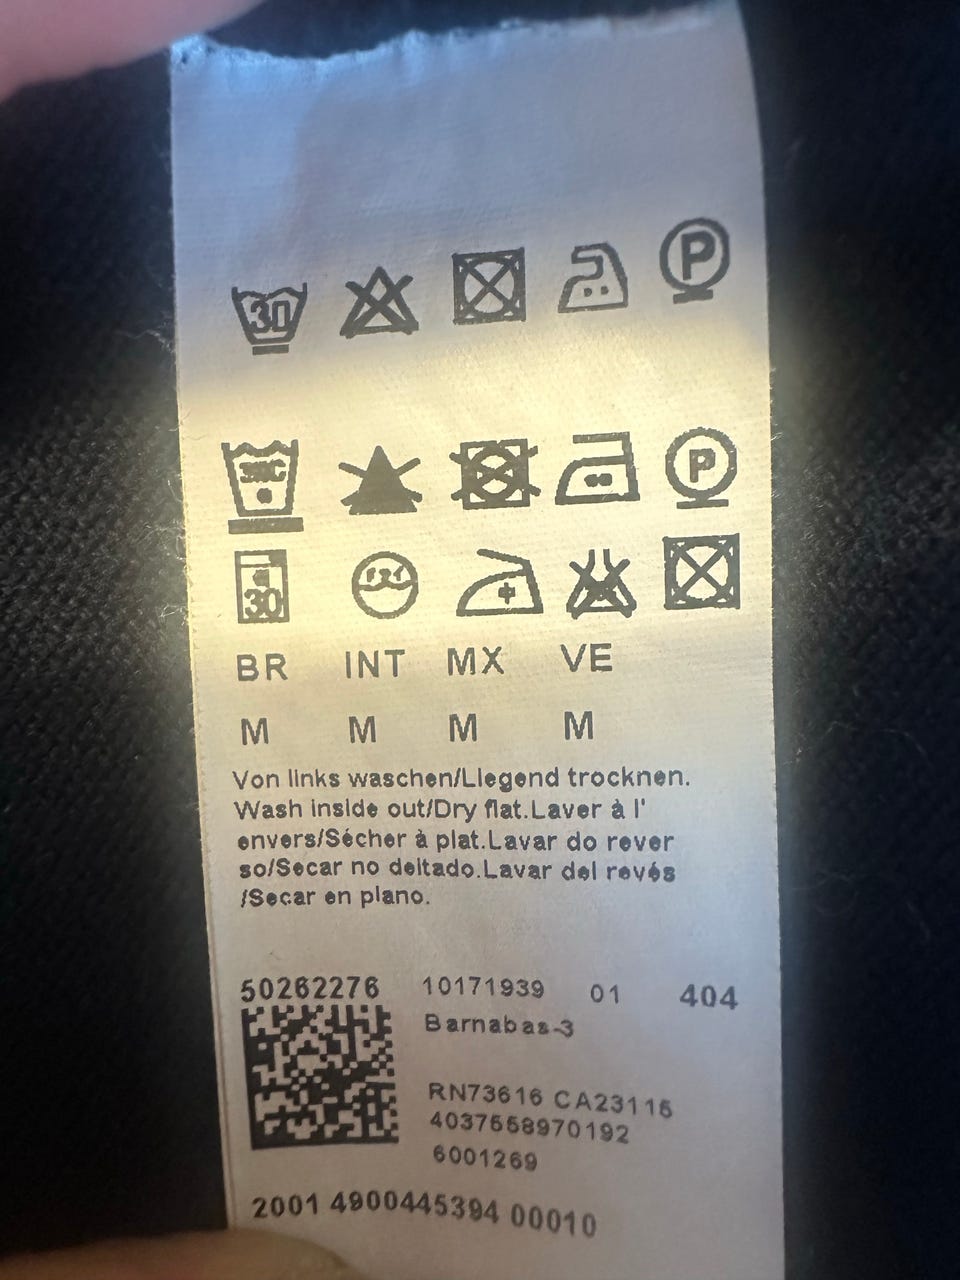 30 P
30C P
30
BR INT MX VE
M M M M
Von links waschen/Liegend trocknen.
Wash inside out/Dry flat.Laver à l'
envers/Sécher à plat.Lavar do rever
so/Secar no deitado.Lavar del revés
/Secar en plano.
50262276 10171939 01 404
Barnabas-3
RN73616 CA23115
4037558970192
6001269
2001 4900445394 00010